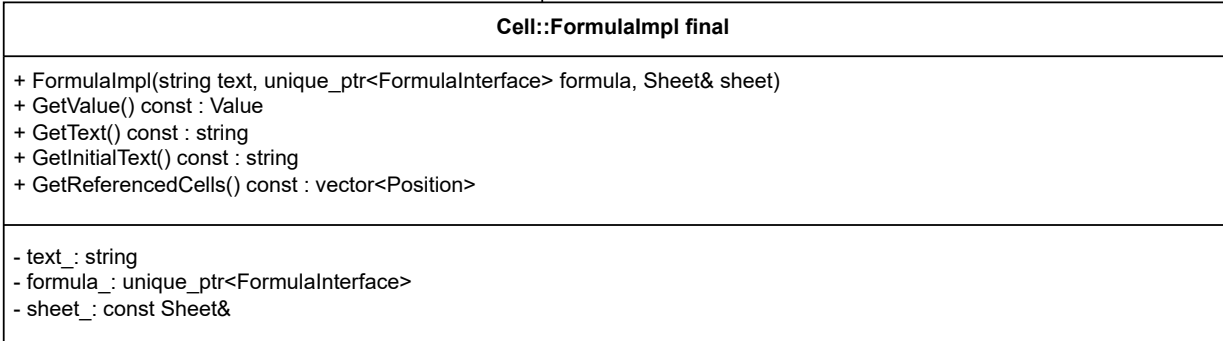 Cell::FormulaImpl final
+ FormulaImpl(string text, unique_ptr<FormulaInterface> formula, Sheet& sheet)
+ GetValue() const : Value
+ GetText() const : string
+ GetInitialText() const : string
+ GetReferencedCells() const : vector<Position>
- text_: string
- formula_: unique_ptr<FormulaInterface>
- sheet_: const Sheet&